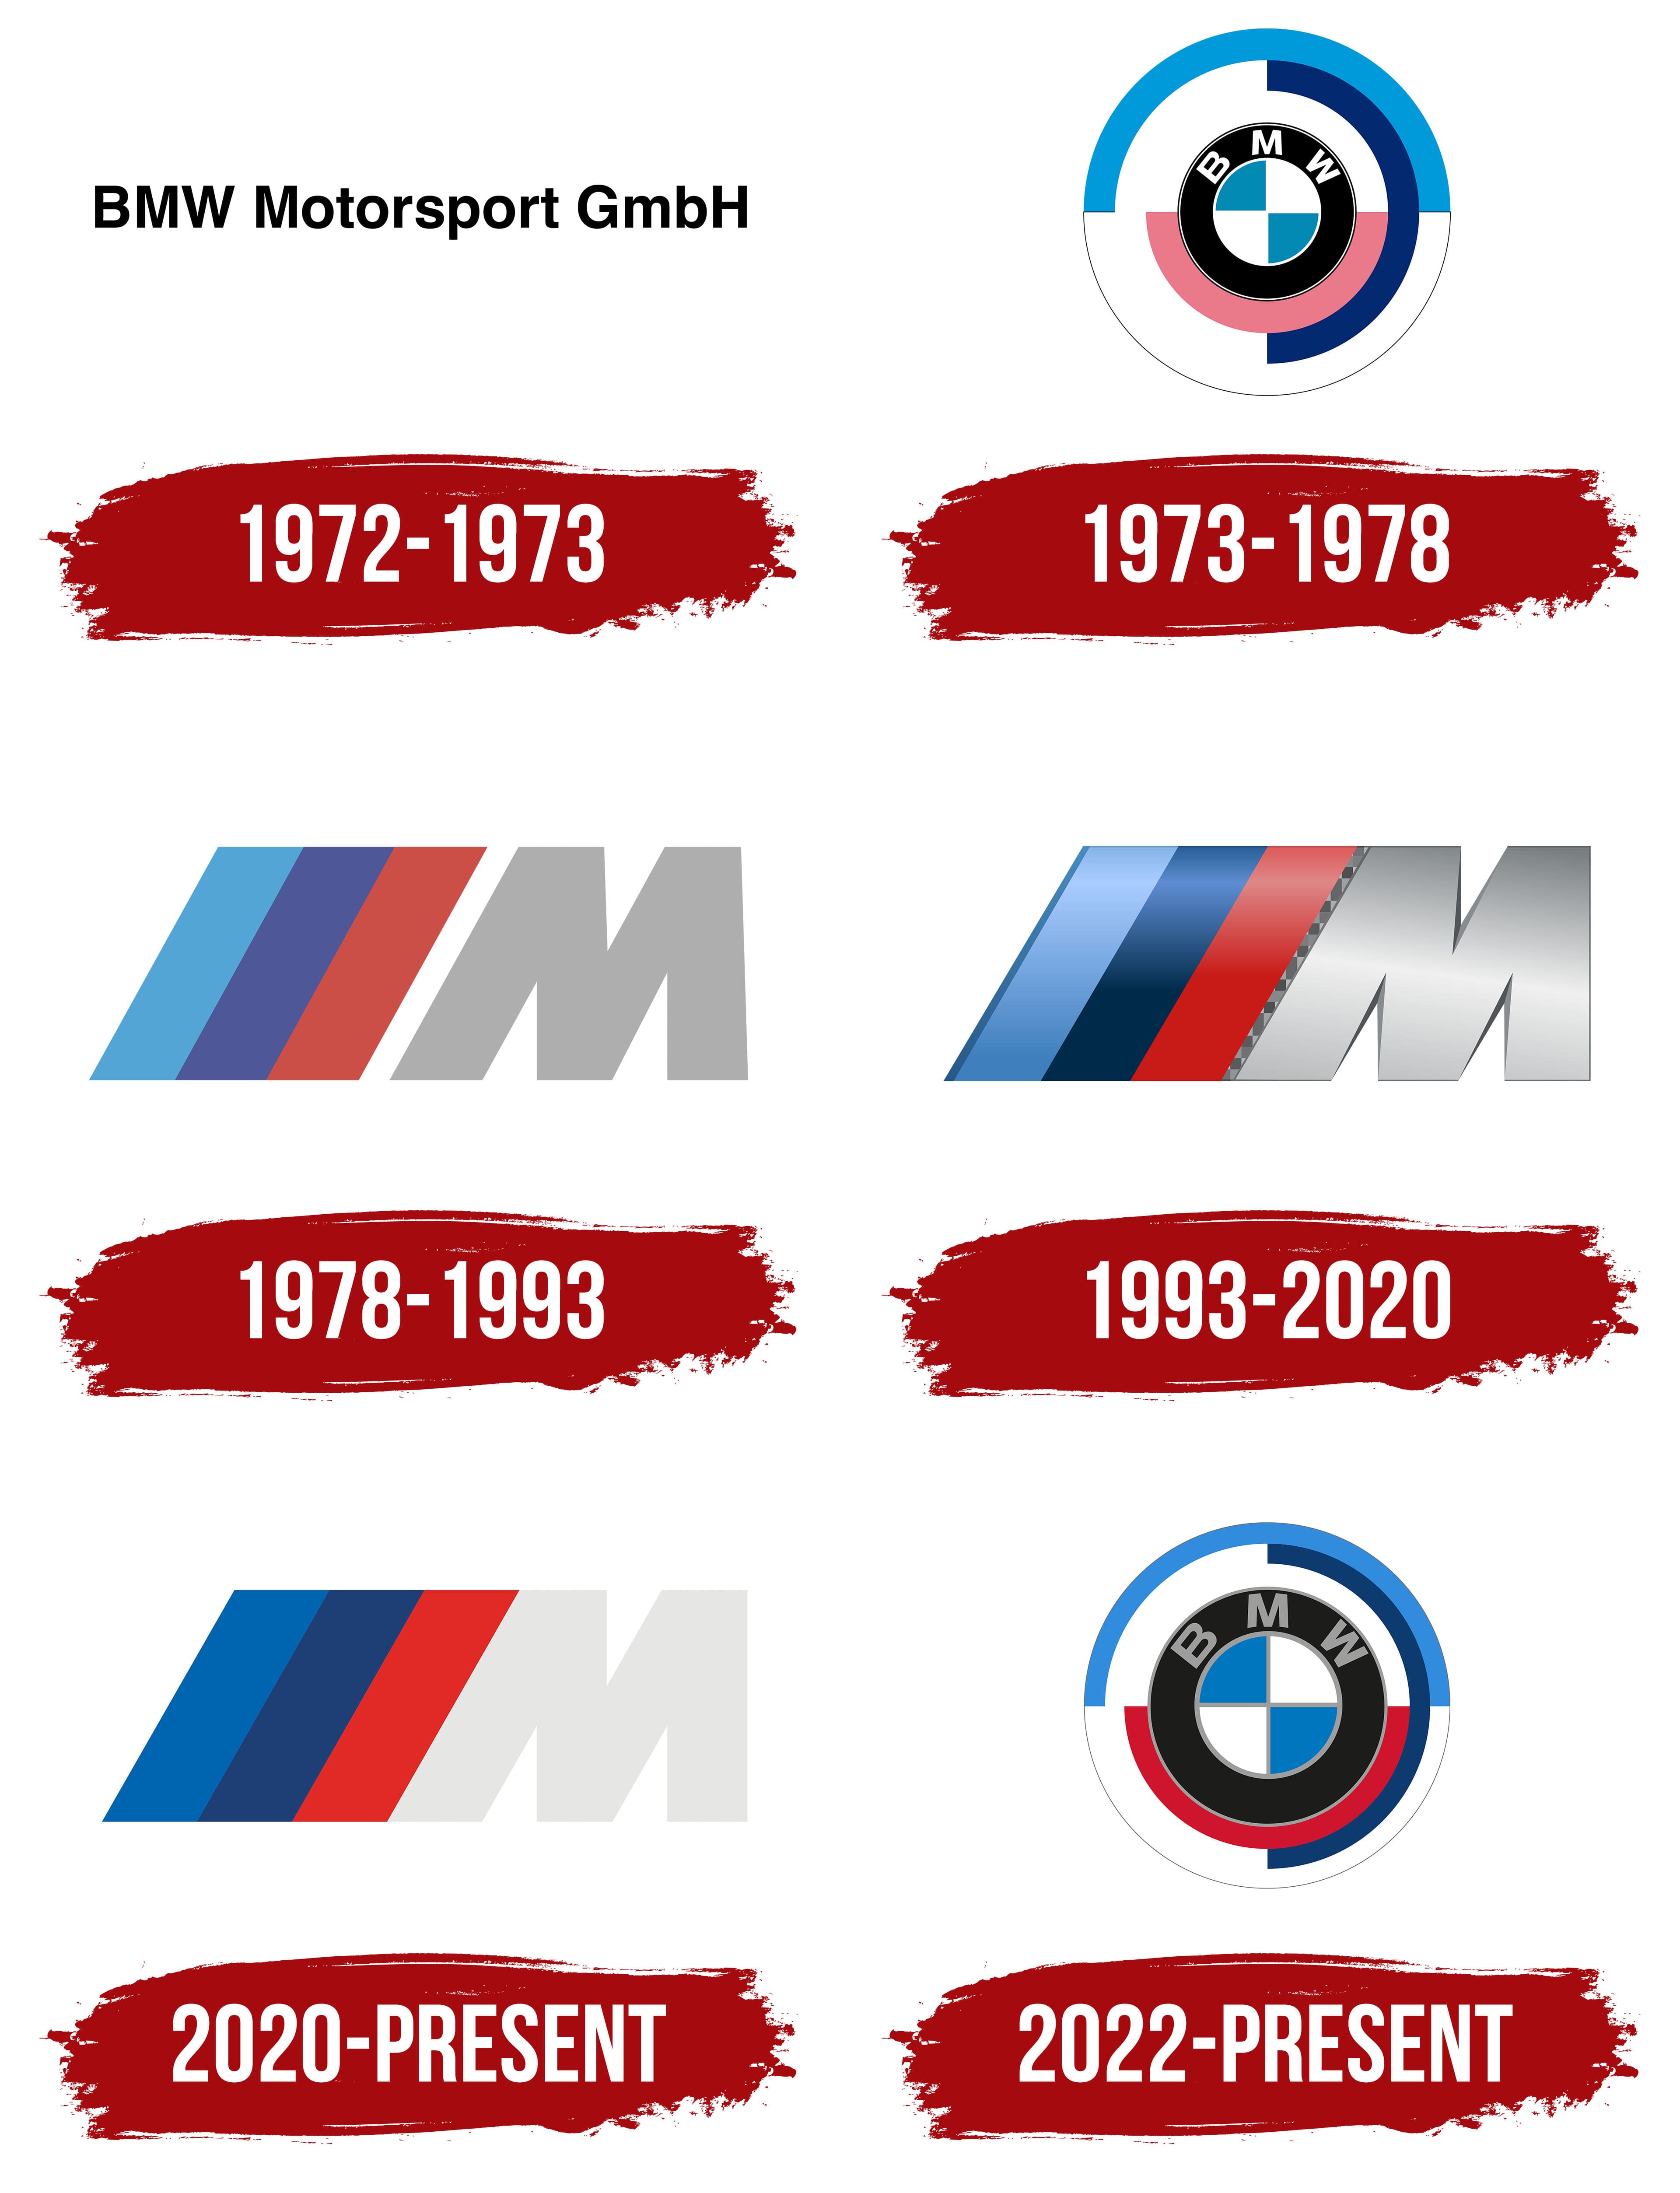 BMW Motorsport GmbH
BMW
1972-1973
1973-1978
M
M
1978-1993
1993-2020
M
BMW
2020-PRESENT
2022-PRESENT